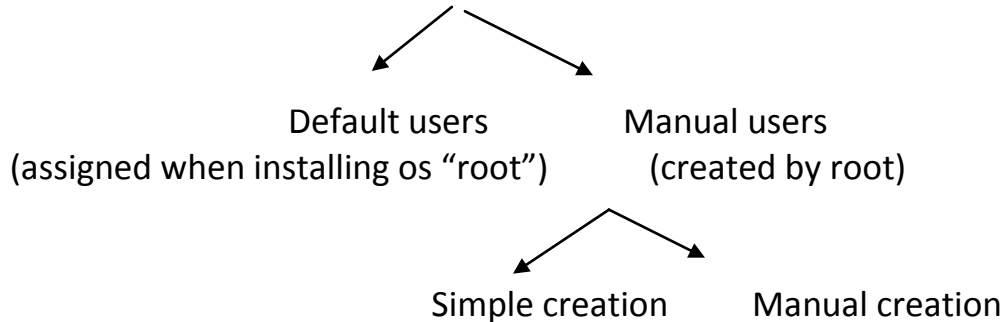 Default users Manual users
(assigned when installing os “root”) (created by root)
Simple creation Manual creation